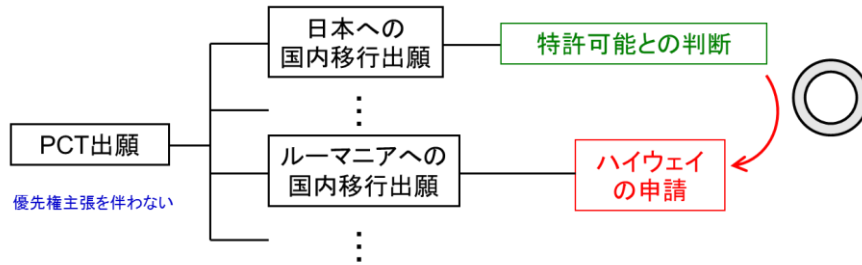 日本への
国内移行出願
特許可能との判断
⋮
PCT出願
ルーマニアへの
国内移行出願
ハイウェイ
の申請
優先権主張を伴わない
⋮